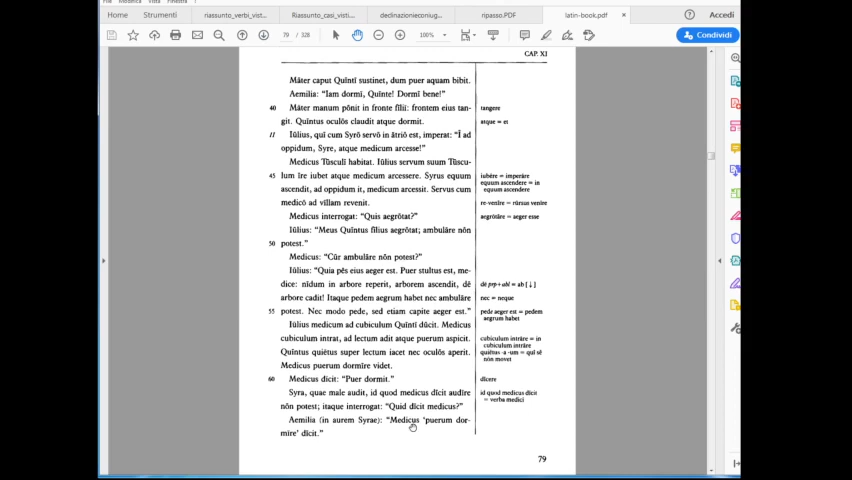 Modifica Vista Finestra
Home Strumenti riassunto_verbi_vist... Riassunto_casi_visti... declinazionieconiug... ripasso.PDF latin-book.pdf × Accedi
79 / 328 100% Condividi
CAP. XI
Māter caput Quīntī sustinet, dum puer aquam bibit.
Aemilia: “Iam dormī, Quīnte! Dormī bene!”
40 Māter manum pōnit in fronte fīliī: frontem eius tan- tangere
git. Quīntus oculōs claudit atque dormit. atque = et
II Iūlius, quī cum Syrō servō in ātriō est, imperat: “Ī ad
oppidum, Syre, atque medicum arcesse!”
Medicus Tūsculī habitat. Iūlius servum suum Tūscu-
45 lum īre iubet atque medicum arcessere. Syrus equum iubēre = imperāre
ascendit, ad oppidum it, medicum arcessit. Servus cum equum ascendere = in
equum ascendere
medicō ad vīllam revenit. re-venīre = rūrsus venīre
Medicus interrogat: “Quis aegrōtat?” aegrōtāre = aeger esse
Iūlius: “Meus Quīntus fīlius aegrōtat; ambulāre nōn
50 potest.”
Medicus: “Cūr ambulāre nōn potest?”
Iūlius: “Quia pēs eius aeger est. Puer stultus est, me-
dice: nīdum in arbore reperit, arborem ascendit, dē dē prp+abl = ab [↓]
arbore cadit! Itaque pedem aegrum habet nec ambulāre nec = neque
55 potest. Nec modo pede, sed etiam capite aeger est.” pede aeger est = pedem
aegrum habet
Iūlius medicum ad cubiculum Quīntī dūcit. Medicus
cubiculum intrat, ad lectum adit atque puerum aspicit. cubiculum intrāre = in
cubiculum intrāre
Quīntus quiētus super lectum iacet nec oculōs aperit. quiētus -a -um = quī sē
nōn movet
Medicus puerum dormīre videt.
60 Medicus dīcit: “Puer dormit.” dīcere
Syra, quae male audit, id quod medicus dīcit audīre id quod medicus dīcit
= verba medicī
nōn potest; itaque interrogat: “Quid dīcit medicus?”
Aemilia (in aurem Syrae): “Medicus ‘puerum dor-
mīre’ dīcit.”
79